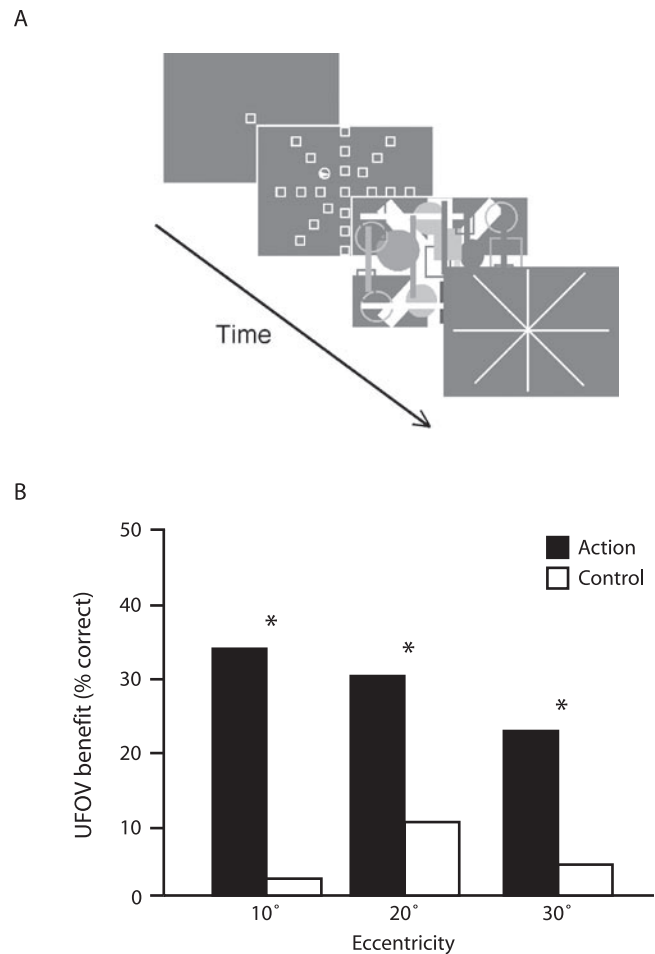 A
Time
B
UFOV benefit (% correct)
50
40
30
20
10
0
Action
Control
*
*
*
10°
20°
30°
Eccentricity